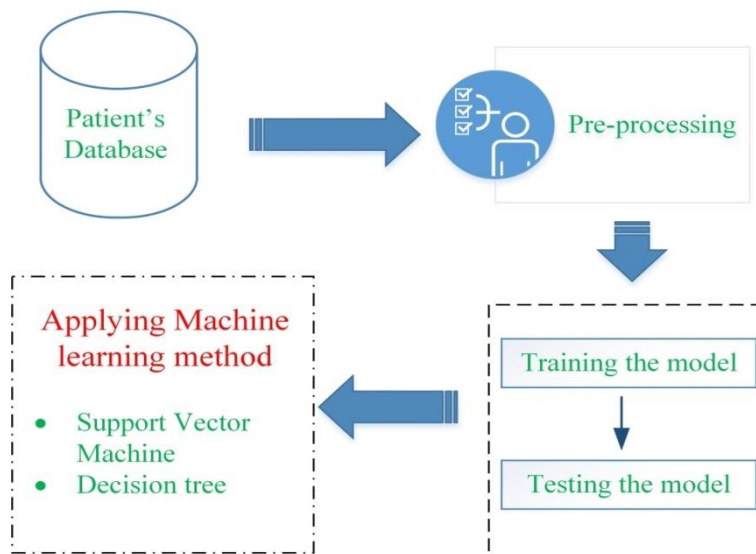 Patient's
Database
Pre-processing
Training the model
Testing the model
Applying Machine
learning method
• Support Vector
Machine
• Decision tree